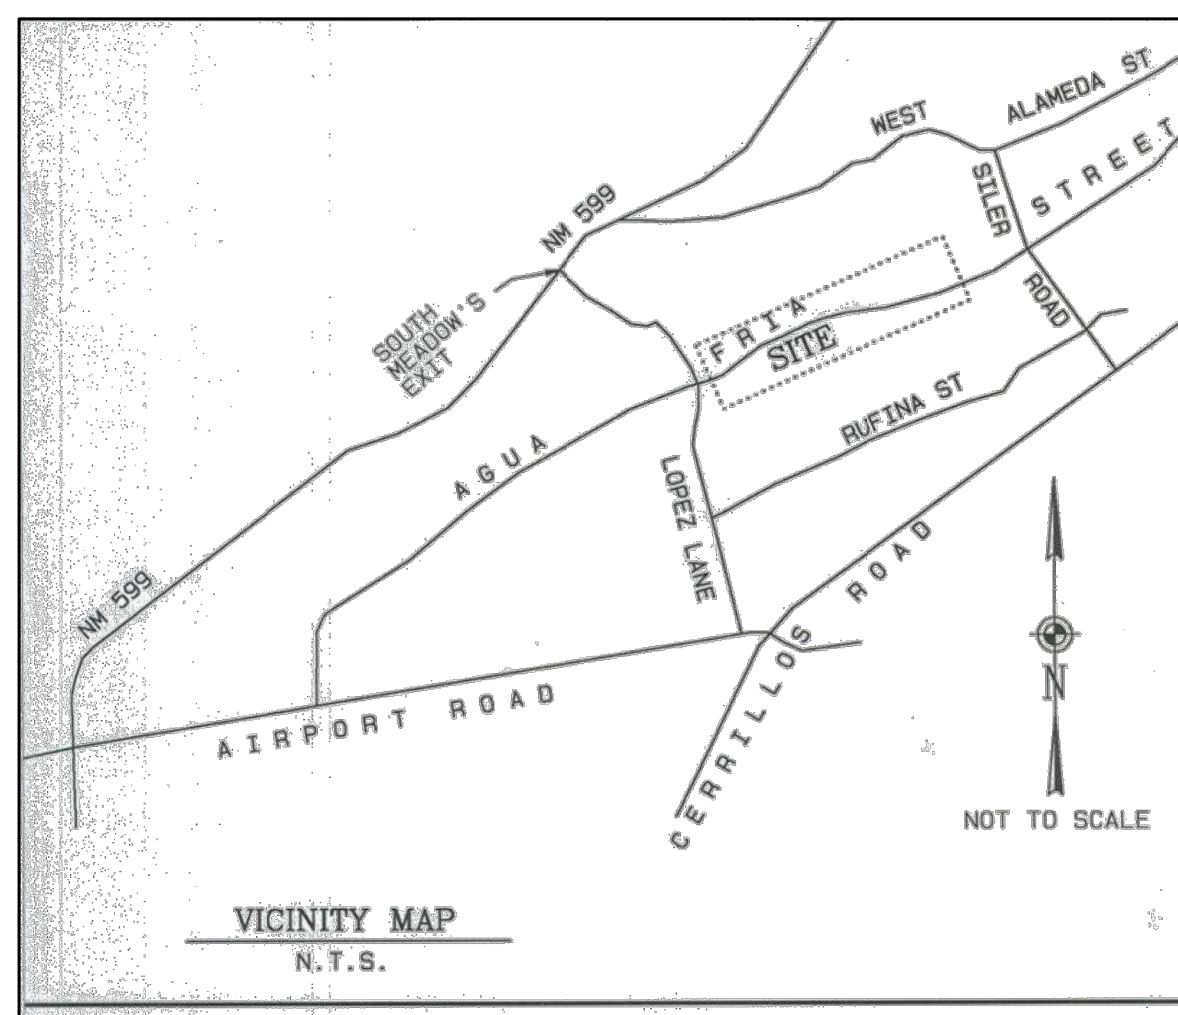 WEST ALAMEDA ST
SILER ROAD
NM 599
SOUTH
MEADOW'S
EXIT
AGUA FRIA STREET
SITE
RUFINA ST
LOPEZ LANE
CERRILLOS ROAD
NM 599
AIRPORT ROAD
N
NOT TO SCALE
VICINITY MAP
N.T.S.